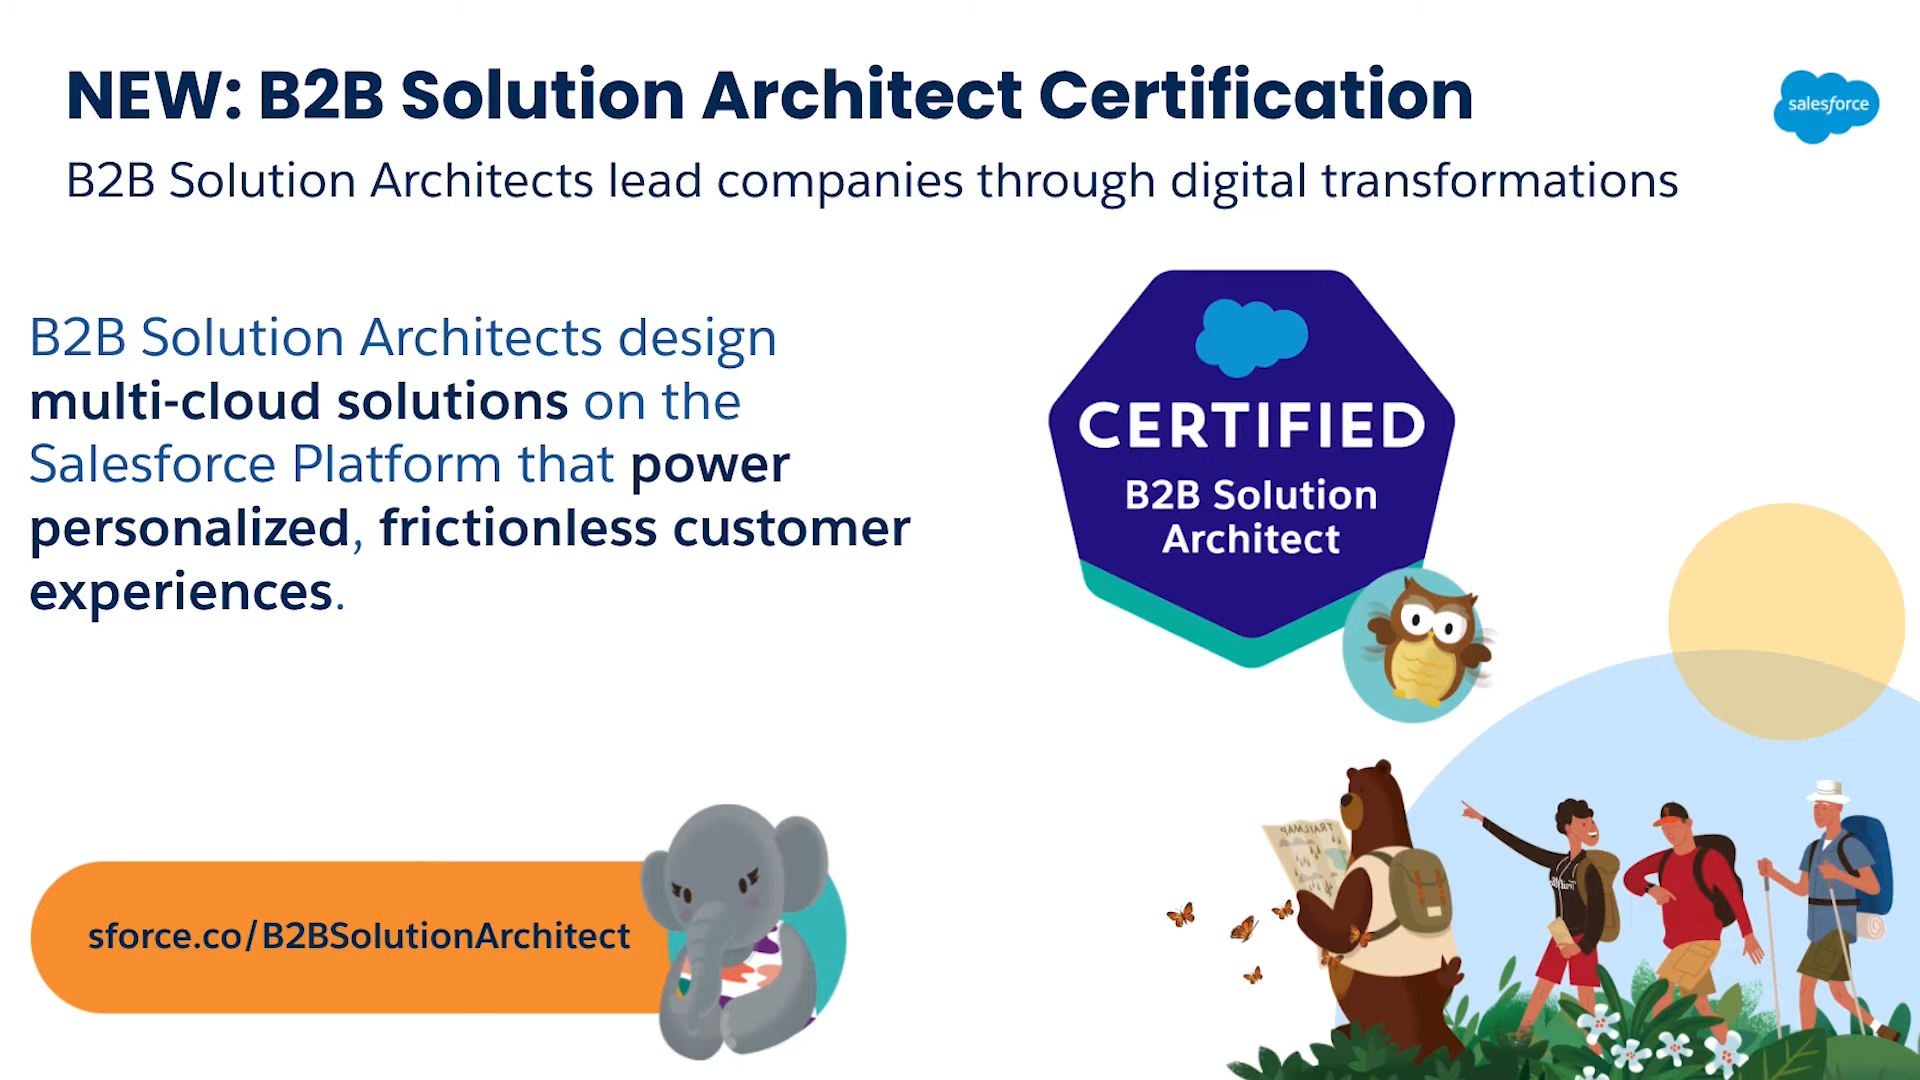 NEW: B2B Solution Architect Certification
salesforce
B2B Solution Architects lead companies through digital transformations
B2B Solution Architects design
multi-cloud solutions on the
Salesforce Platform that power
personalized, frictionless customer
experiences.
CERTIFIED
B2B Solution
Architect
TRAILMAP
sforce.co/B2BSolutionArchitect